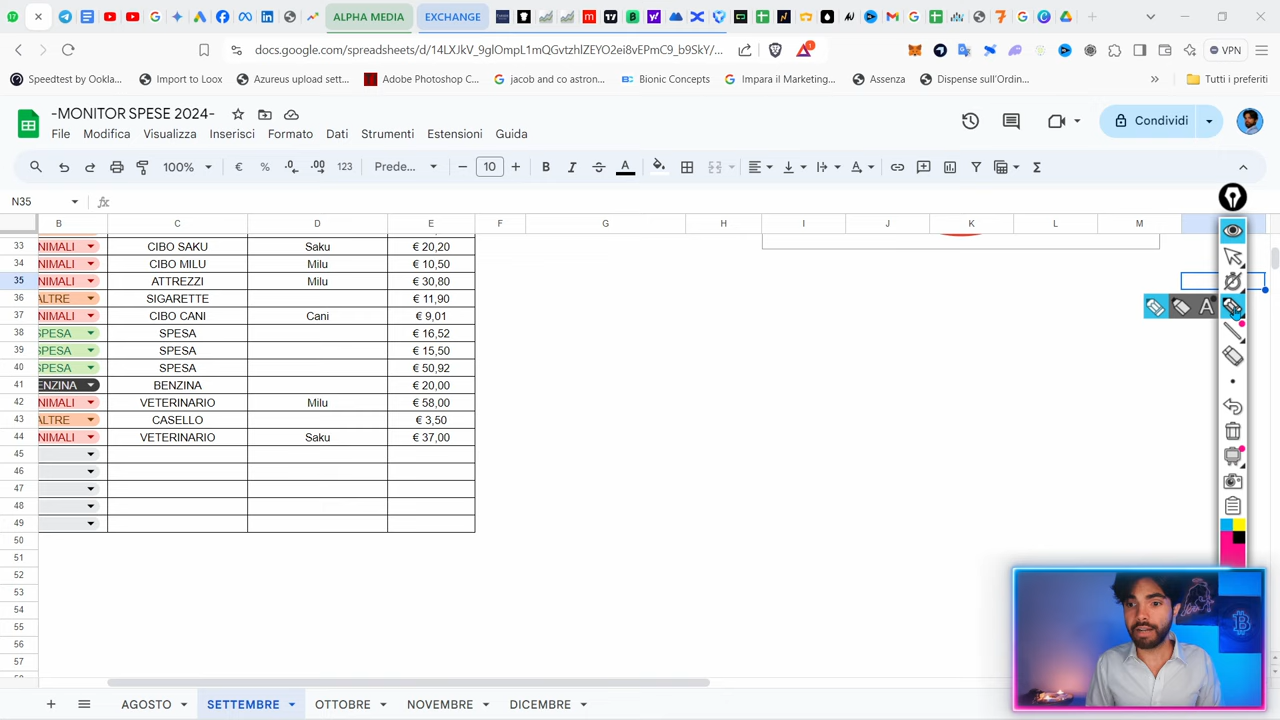 ALPHA MEDIA EXCHANGE
docs.google.com/spreadsheets/d/14LXJkV_9glOmpL1mQGvtzhlZEYO2ei8vEPmC9_b9SkY/... VPN
Speedtest by Ookla... Import to Loox Azureus upload sett... Adobe Photoshop C... jacob and co astron... Bionic Concepts Impara il Marketing... Assenza Dispense sull'Ordin... » Tutti i preferiti
-MONITOR SPESE 2024-
File Modifica Visualizza Inserisci Formato Dati Strumenti Estensioni Guida
Condividi
100% € % .0 .00 123 Prede... 10 B I A
N35 fx
B C D E F G H I J K L M
33 NIMALI CIBO SAKU Saku € 20,20
34 NIMALI CIBO MILU Milu € 10,50
35 NIMALI ATTREZZI Milu € 30,80
36 ALTRE SIGARETTE € 11,90
37 NIMALI CIBO CANI Cani € 9,01
38 SPESA SPESA € 16,52
39 SPESA SPESA € 15,50
40 SPESA SPESA € 50,92
41 ENZINA BENZINA € 20,00
42 NIMALI VETERINARIO Milu € 58,00
43 ALTRE CASELLO € 3,50
44 NIMALI VETERINARIO Saku € 37,00
45
46
47
48
49
50
51
52
53
54
55
56
57
A
AGOSTO SETTEMBRE OTTOBRE NOVEMBRE DICEMBRE